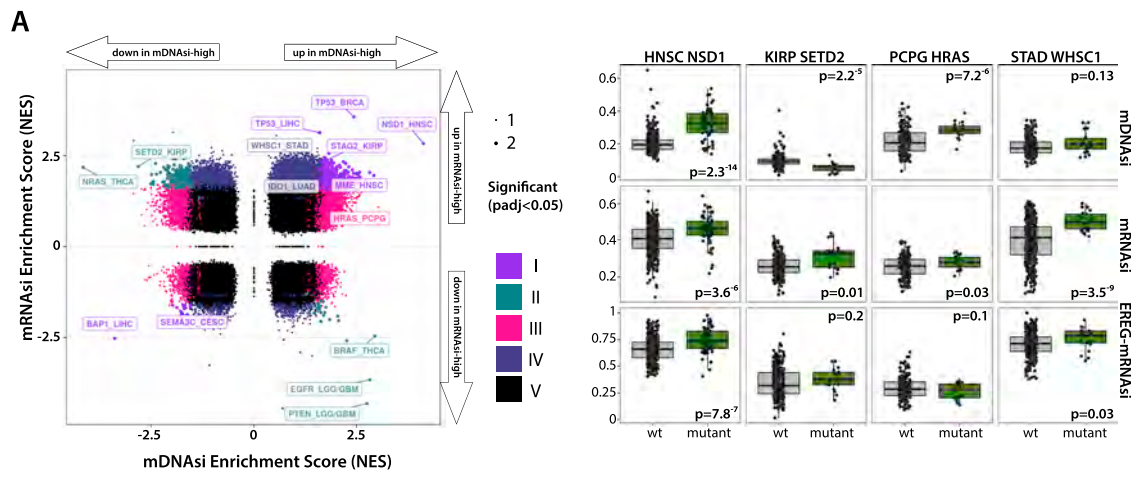 A
down in mDNAsi-high
up in mDNAsi-high
mRNAsi Enrichment Score (NES)
2.5
0
-2.5
-2.5
0
2.5
mDNAsi Enrichment Score (NES)
TP53_BRCA
TP53_LIHC
NSD1_HNSC
WHSC1_STAD
STAG2_KIRP
SETD2_KIRP
NRAS_THCA
IDO1_LUAD
MME_HNSC
HRAS_PCPG
BAP1_LIHC
SEMA3C_CESC
BRAF_THCA
EGFR_LGG/GBM
PTEN_LGG/GBM
up in mRNAsi-high
down in mRNAsi-high
1
2
Significant
(padj<0.05)
I
II
III
IV
V
HNSC NSD1
KIRP SETD2
PCPG HRAS
STAD WHSC1
0.6
0.4
0.2
0
p=2.3-14
p=2.2-5
p=7.2-6
p=0.13
mDNAsi
0.6
0.4
0.2
p=3.6-6
p=0.01
p=0.03
p=3.5-9
mRNAsi
1
0.75
0.5
0.25
0
p=7.8-7
p=0.2
p=0.1
p=0.03
EREG-mRNAsi
wt mutant
wt mutant
wt mutant
wt mutant